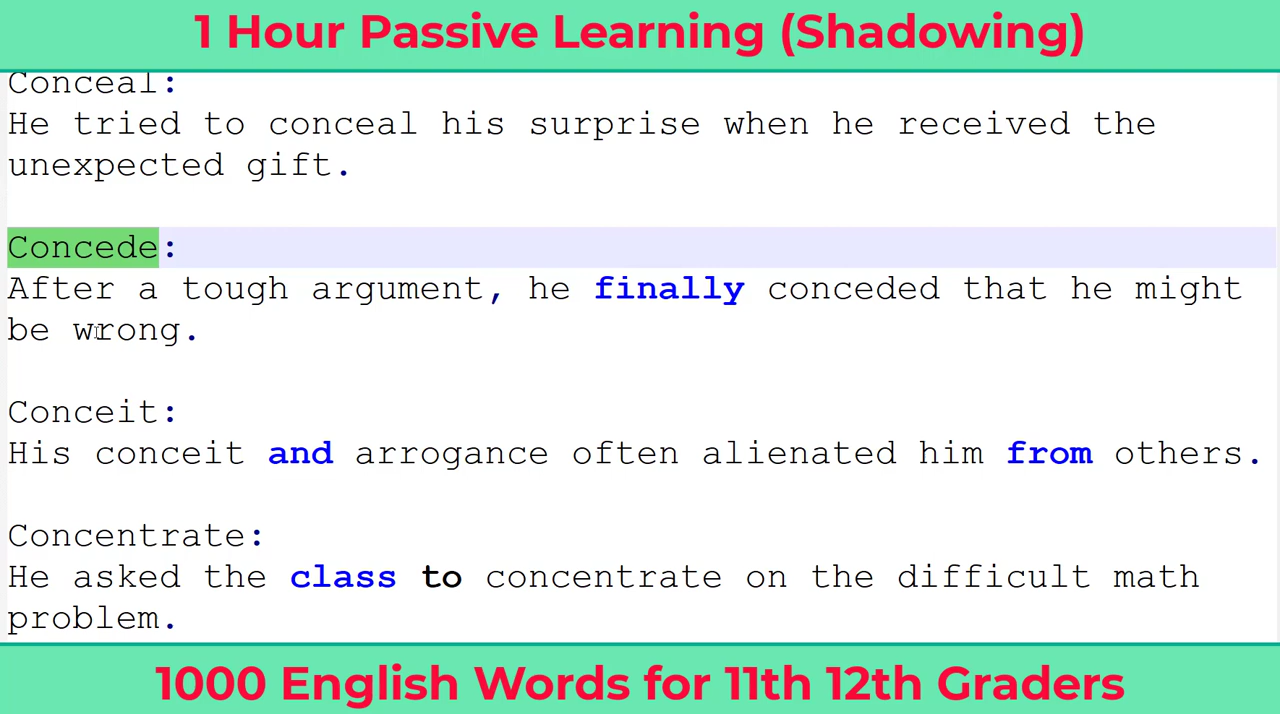 1 Hour Passive Learning (Shadowing)
Conceal:
He tried to conceal his surprise when he received the
unexpected gift.
Concede:
After a tough argument, he finally conceded that he might
be wrong.
Conceit:
His conceit and arrogance often alienated him from others.
Concentrate:
He asked the class to concentrate on the difficult math
problem.
1000 English Words for 11th 12th Graders